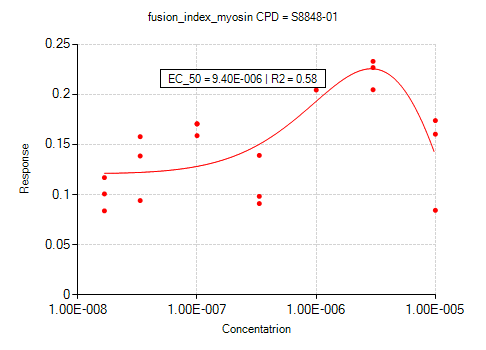 fusion_index_myosin CPD = S8848-01
0.25
EC_50 = 9.40E-006 | R2 = 0.58
0.2
0.15
Response
0.1
0.05
0
1.00E-008 1.00E-007 1.00E-006 1.00E-005
Concentatrion